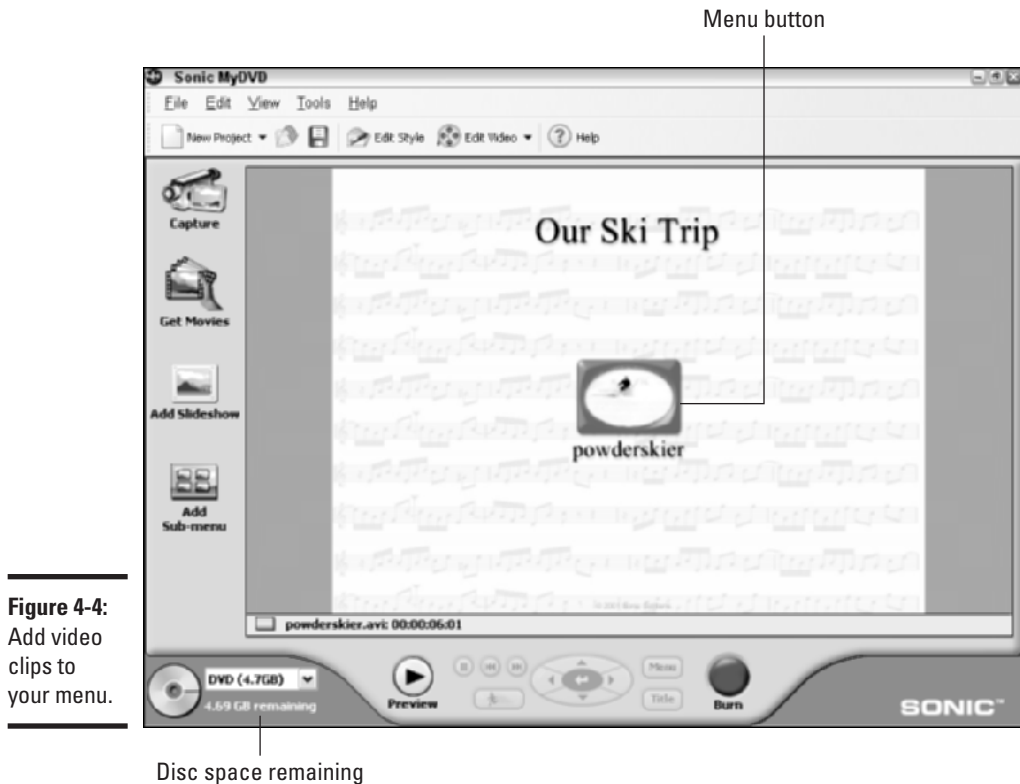 Menu button
Sonic MyDVD
File Edit View Tools Help
New Project Edit Style Edit Video Help
Capture
Get Movies
Add Slideshow
Add
Sub-menu
Our Ski Trip
powderskier
powderskier.avi: 00:00:06:01
DVD (4.7GB)
4.69 GB remaining
Preview
Menu
Title
Burn
SONIC™
Figure 4-4:
Add video
clips to
your menu.
Disc space remaining